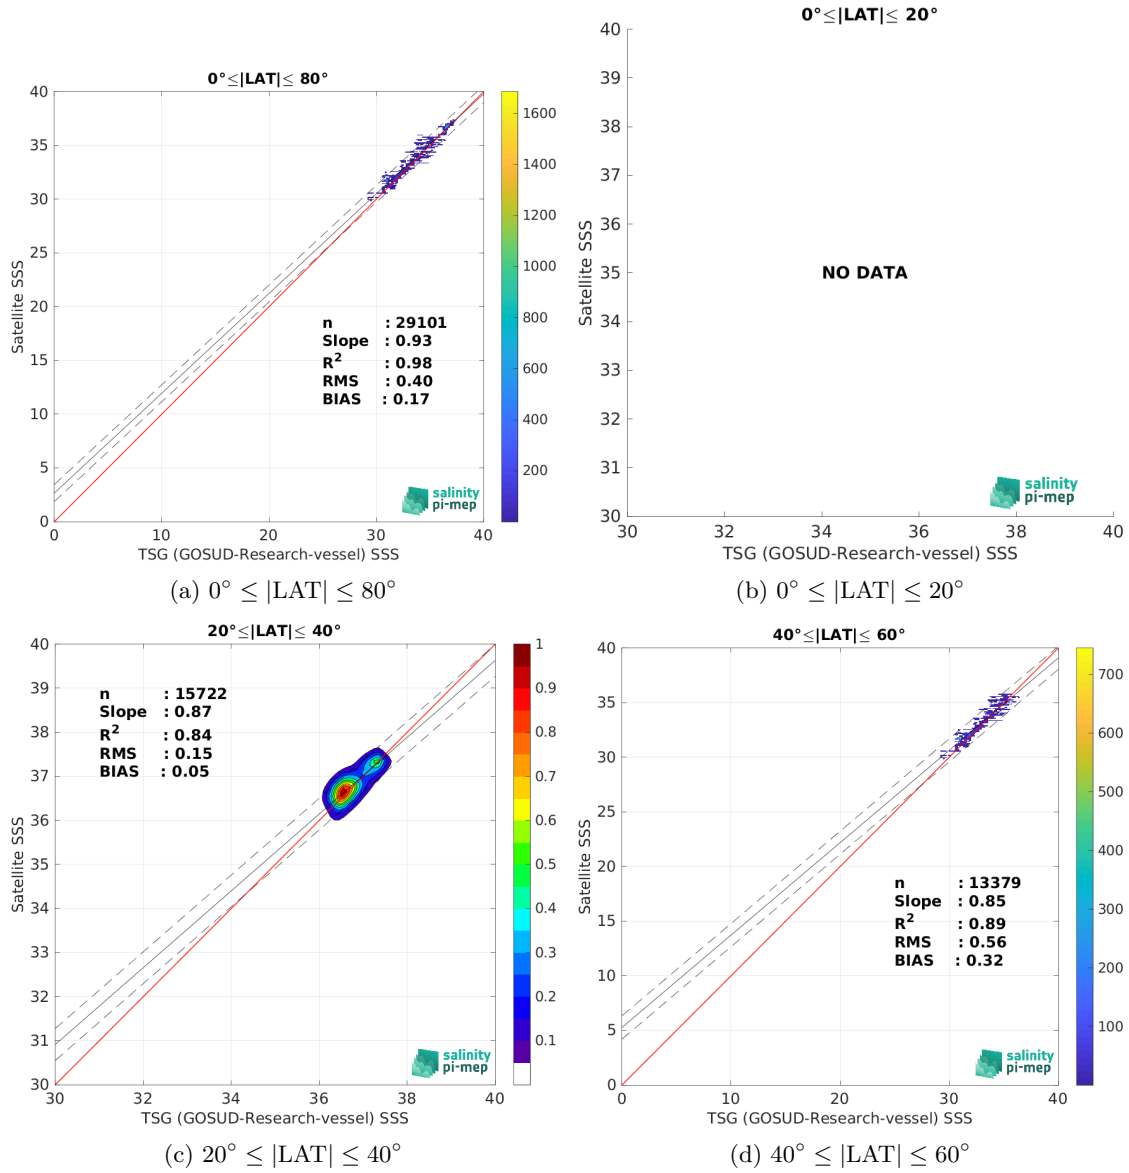 0°≤|LAT|≤ 80°
40
35
30
25
20
15
10
5
0
0
10
20
30
40
Satellite SSS
TSG (GOSUD-Research-vessel) SSS
n : 29101
Slope : 0.93
R2 : 0.98
RMS : 0.40
BIAS : 0.17
salinity
pi-mep
1600
1400
1200
1000
800
600
400
200
(a) 0° ≤ |LAT| ≤ 80°
0°≤|LAT|≤ 20°
40
39
38
37
36
35
34
33
32
31
30
30
32
34
36
38
40
Satellite SSS
NO DATA
TSG (GOSUD-Research-vessel) SSS
salinity
pi-mep
(b) 0° ≤ |LAT| ≤ 20°
20°≤|LAT|≤ 40°
40
39
38
37
36
35
34
33
32
31
30
30
32
34
36
38
40
Satellite SSS
TSG (GOSUD-Research-vessel) SSS
n : 15722
Slope : 0.87
R2 : 0.84
RMS : 0.15
BIAS : 0.05
salinity
pi-mep
1
0.9
0.8
0.7
0.6
0.5
0.4
0.3
0.2
0.1
(c) 20° ≤ |LAT| ≤ 40°
40°≤|LAT|≤ 60°
40
35
30
25
20
15
10
5
0
0
10
20
30
40
Satellite SSS
TSG (GOSUD-Research-vessel) SSS
n : 13379
Slope : 0.85
R2 : 0.89
RMS : 0.56
BIAS : 0.32
salinity
pi-mep
700
600
500
400
300
200
100
(d) 40° ≤ |LAT| ≤ 60°